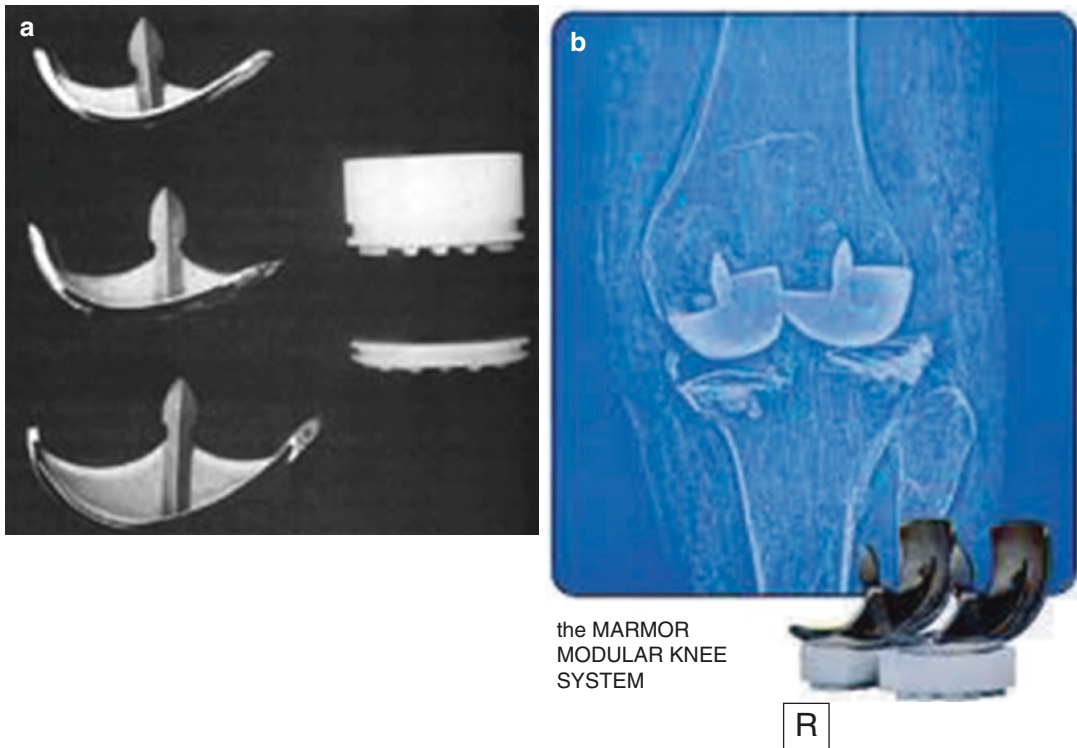 a
b
the MARMOR
MODULAR KNEE
SYSTEM
R